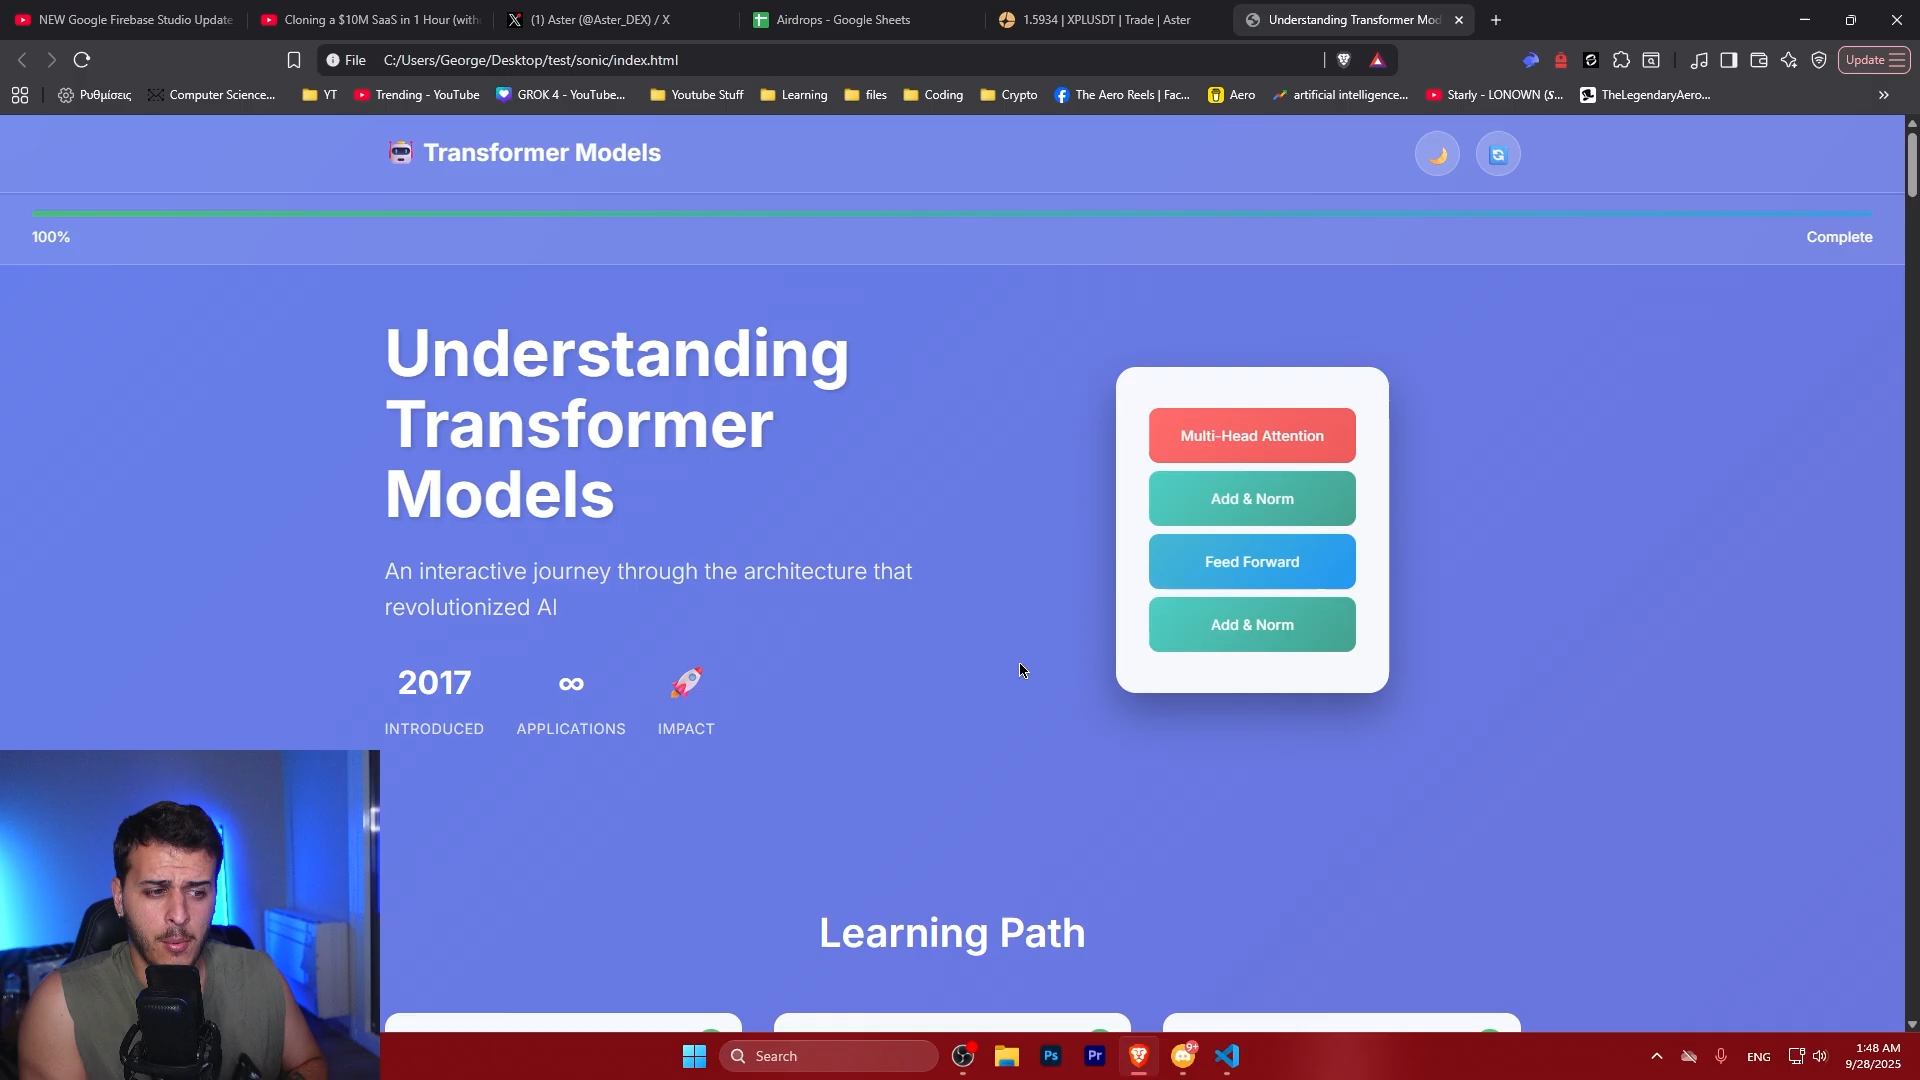 NEW Google Firebase Studio Update
Cloning a $10M SaaS in 1 Hour (with
(1) Aster (@Aster_DEX) / X
Airdrops - Google Sheets
1.5934 | XPLUSDT | Trade | Aster
Understanding Transformer Mod
File
C:/Users/George/Desktop/test/sonic/index.html
Update
Ρυθμίσεις
Computer Science...
YT
Trending - YouTube
GROK 4 - YouTube...
Youtube Stuff
Learning
files
Coding
Crypto
The Aero Reels | Fac...
Aero
artificial intelligence...
Starly - LONOWN (S...
TheLegendaryAero...
Transformer Models
100%
Complete
Understanding
Transformer
Models
An interactive journey through the architecture that
revolutionized AI
2017
∞
INTRODUCED
APPLICATIONS
IMPACT
Multi-Head Attention
Add & Norm
Feed Forward
Add & Norm
Learning Path
Search
Ps
Pr
9+
ENG
1:48 AM
9/28/2025